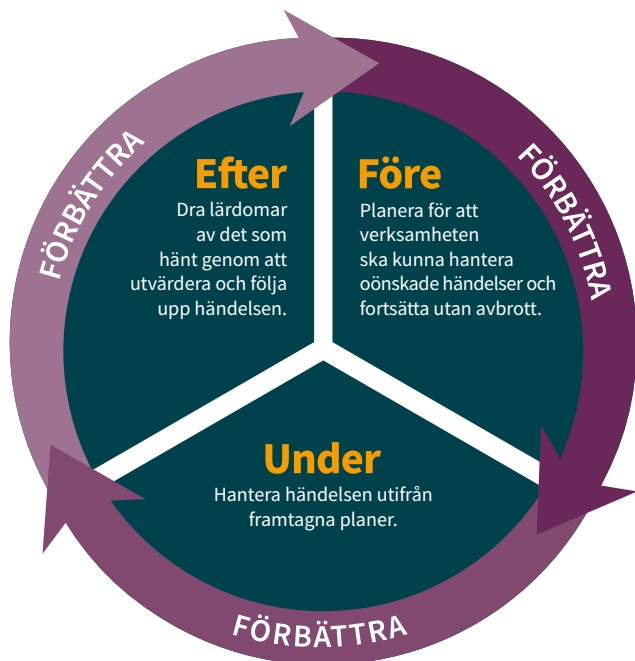 FÖRBÄTTRA
FÖRBÄTTRA
Efter
Dra lärdomar
av det som
hänt genom att
utvärdera och följa
upp händelsen.
Före
Planera för att
verksamheten
ska kunna hantera
oönskade händelser och
fortsätta utan avbrott.
Under
Hantera händelsen utifrån
framtagna planer.
FÖRBÄTTRA